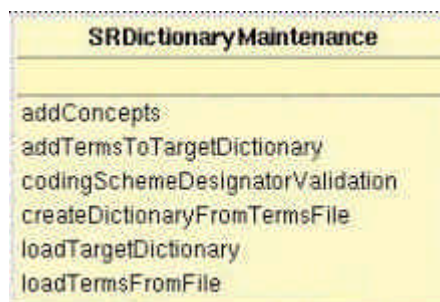 SRDictionaryMaintenance
addConcepts
addTermsToTargetDictionary
codingSchemeDesignatorValidation
createDictionaryFromTermsFile
loadTargetDictionary
loadTermsFromFile